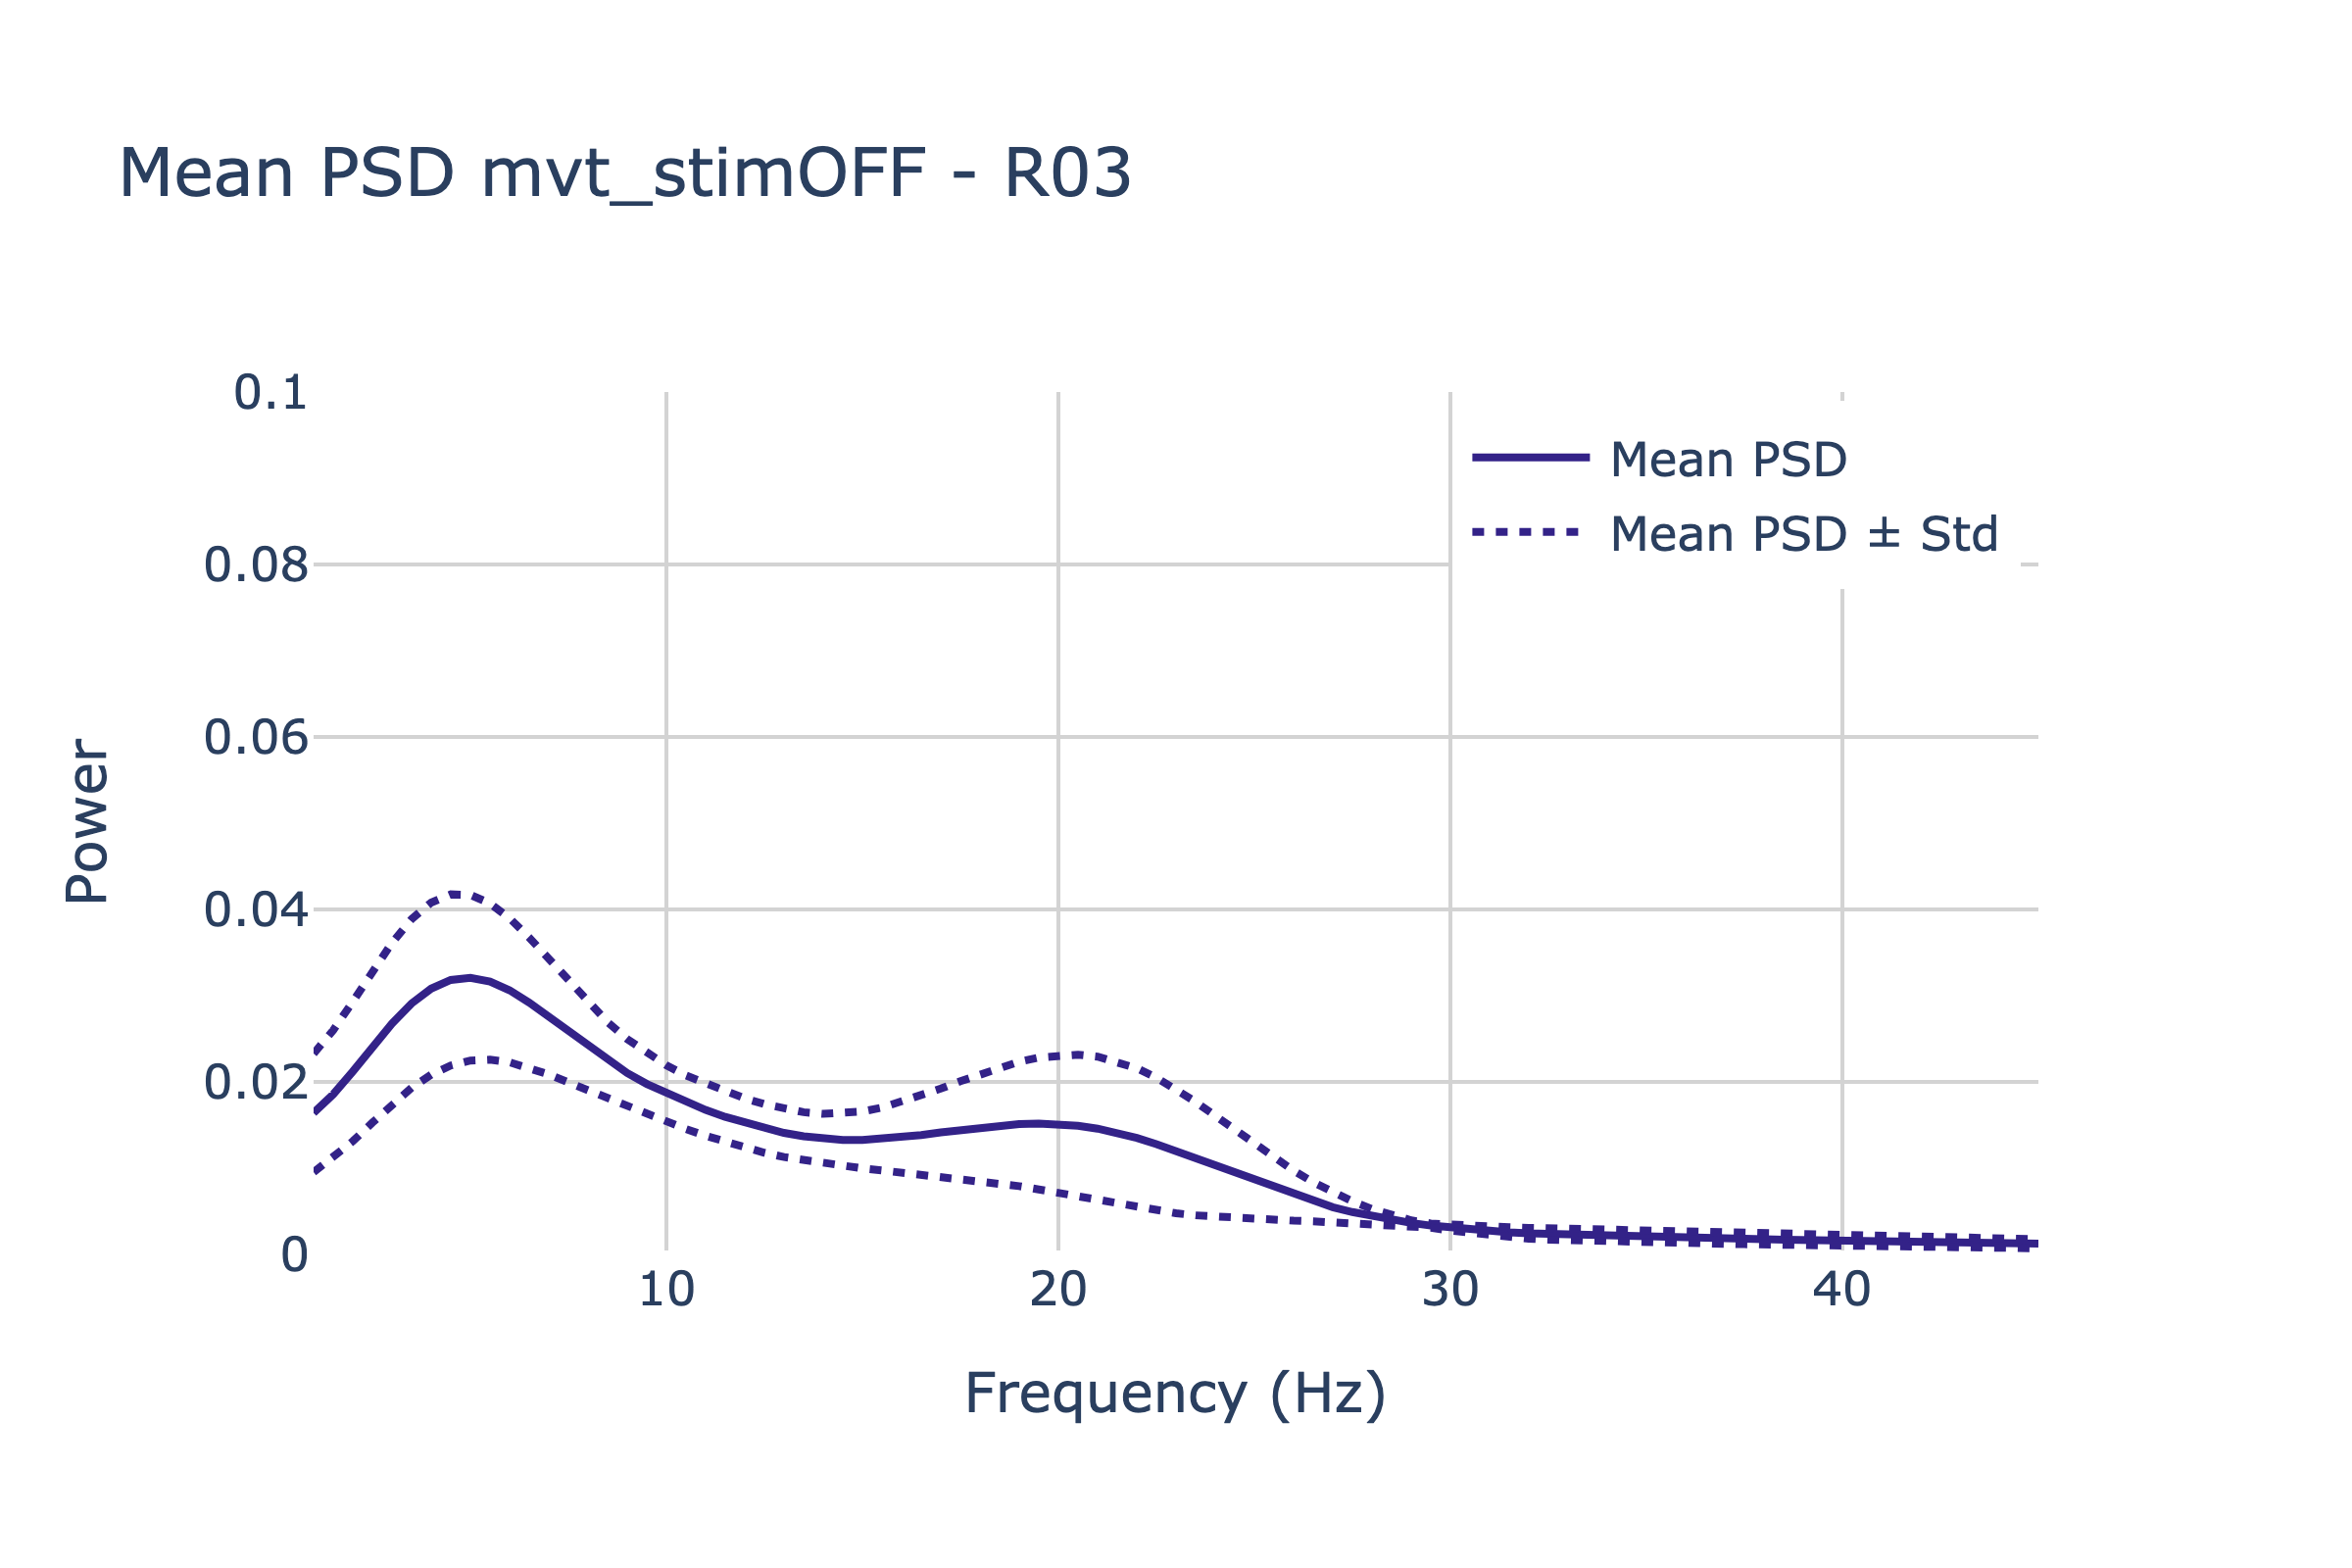 Mean PSD mvt_stimOFF - R03
0.1
0.08
0.06
0.04
0.02
0
Power
Mean PSD
Mean PSD ± Std
10
20
30
40
Frequency (Hz)